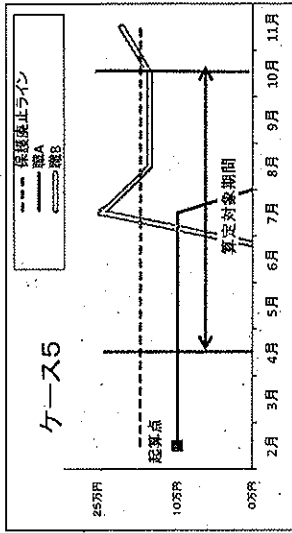 ケース5
保護廃止ライン
職A
職B
25万円
10万円
0万円
起算点
算定対象期間
2月 3月 4月 5月 6月 7月 8月 9月 10月 11月